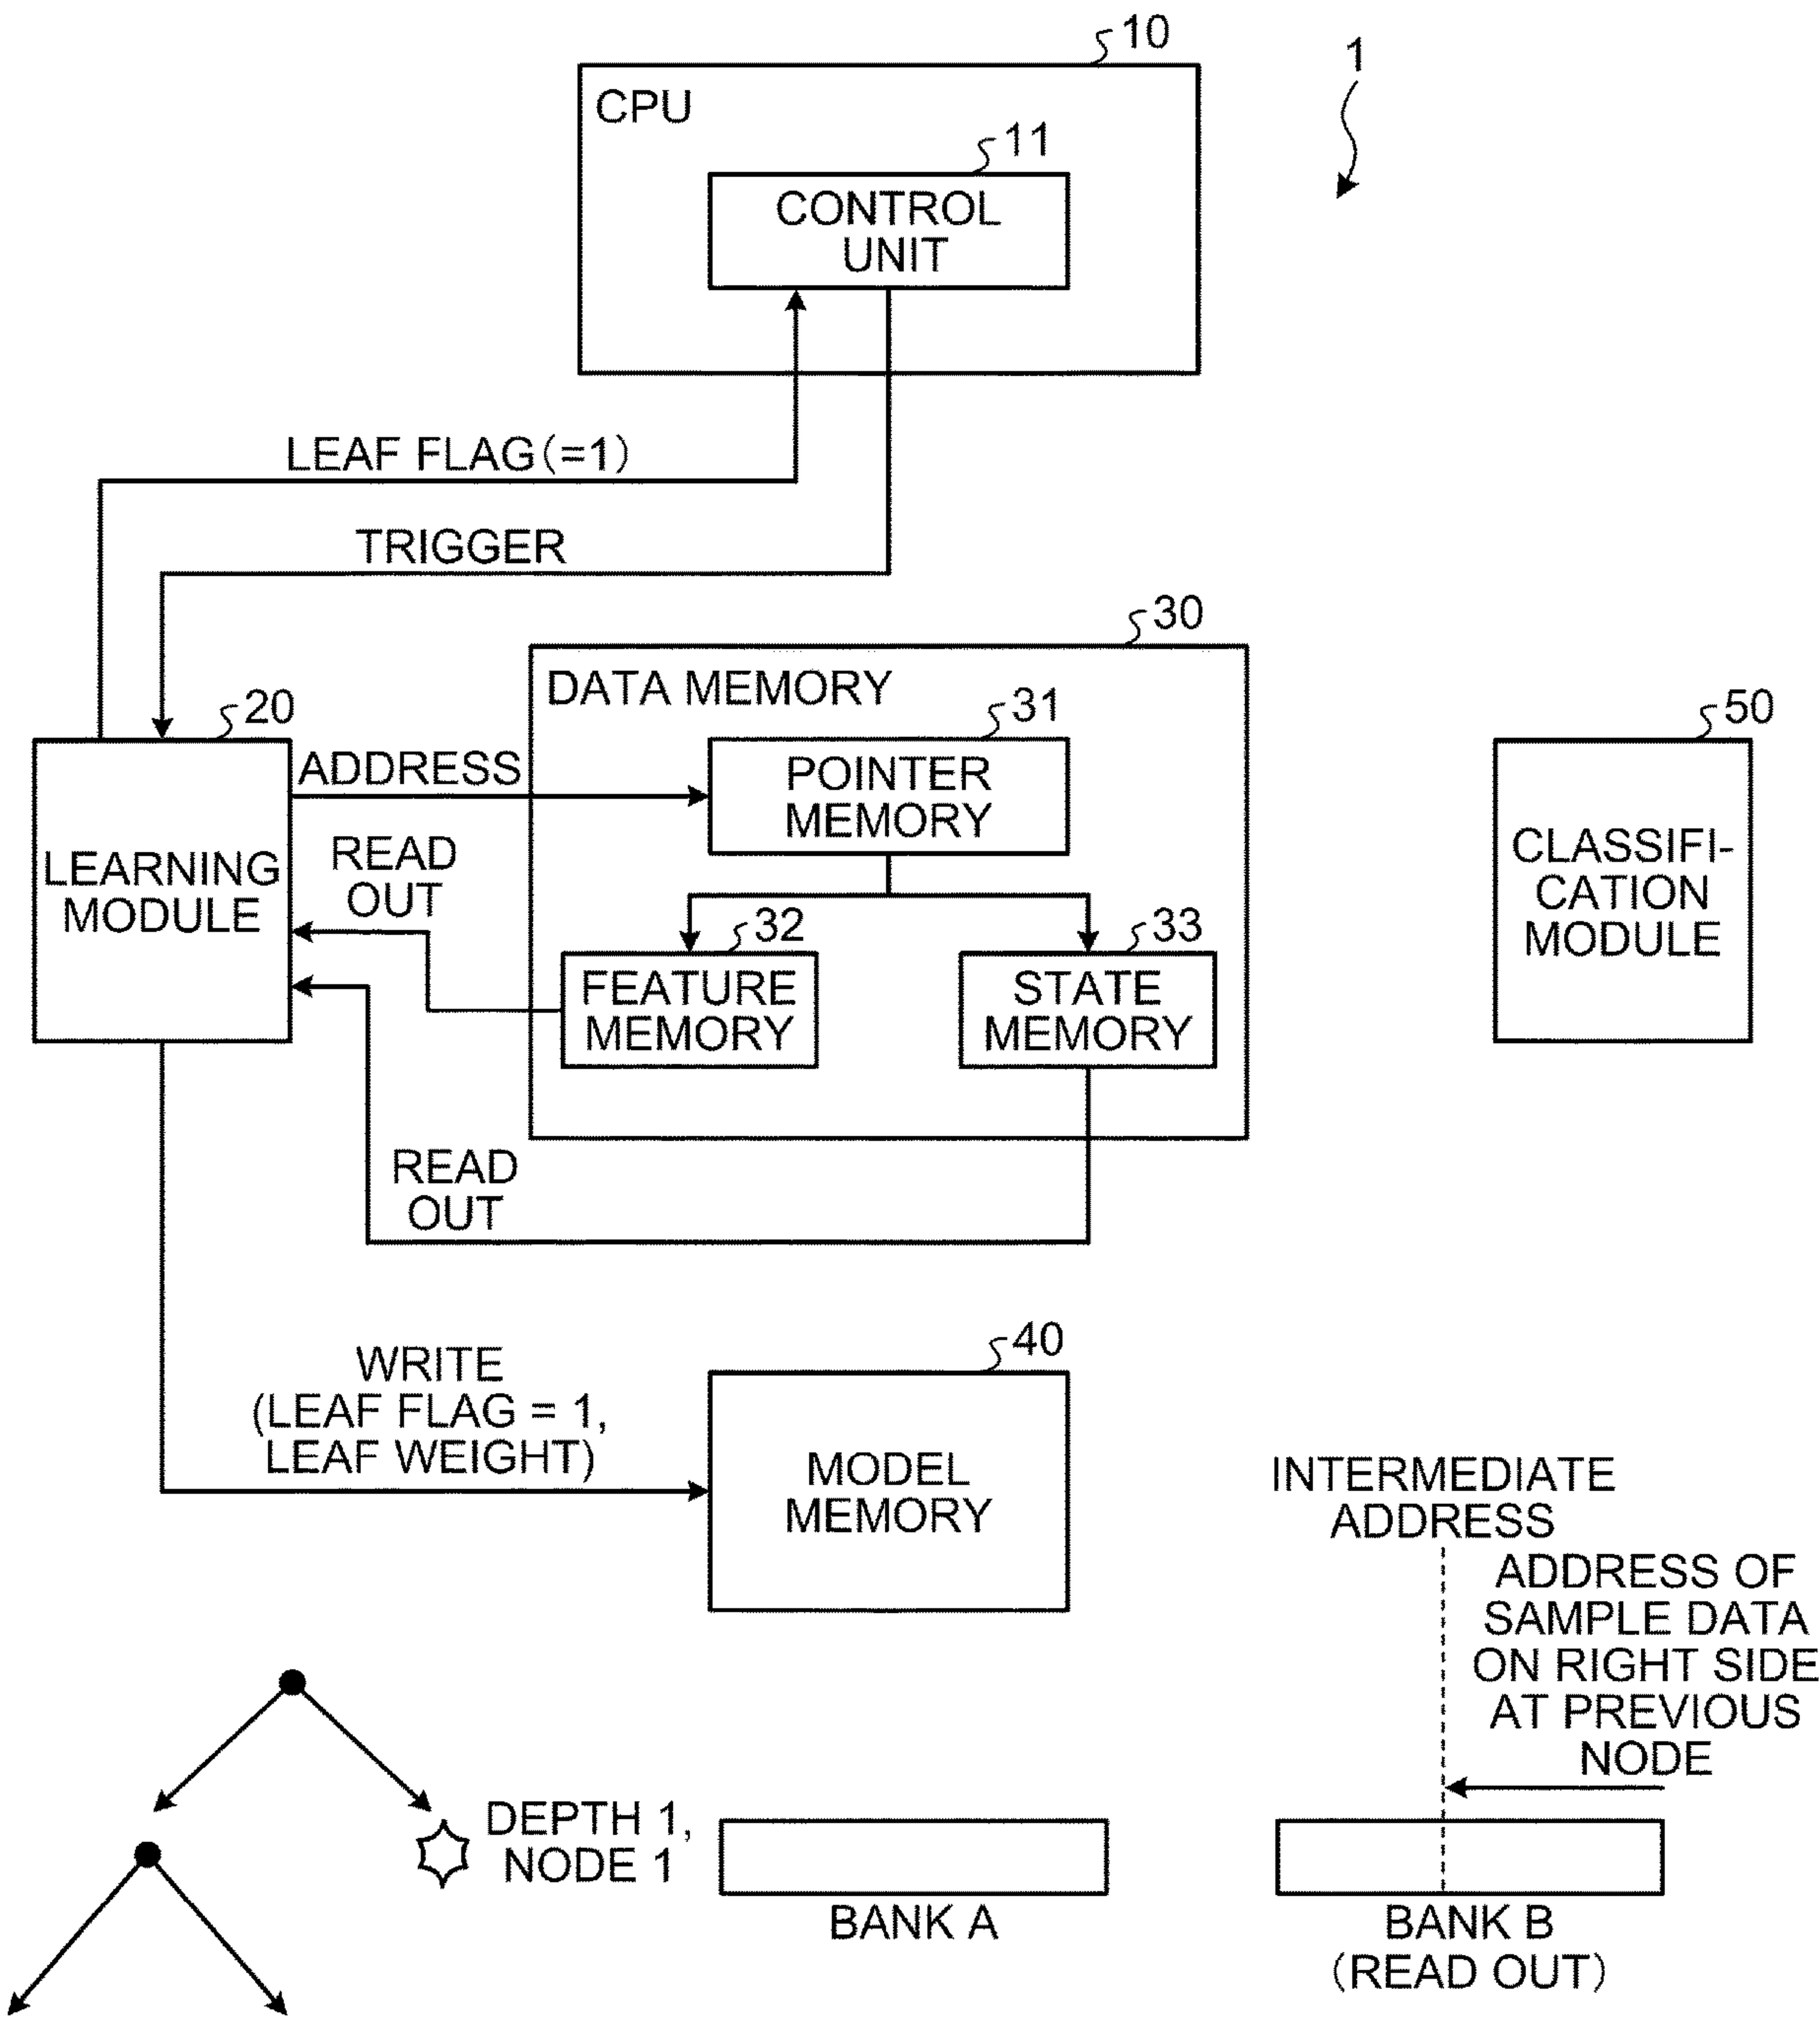 10
1
CPU
11
CONTROL
UNIT
LEAF FLAG(=1)
TRIGGER
30
DATA MEMORY
20
31
50
ADDRESS
POINTER
MEMORY
READ
OUT
LEARNING
MODULE
CLASSIFI-
CATION
MODULE
32
33
FEATURE
MEMORY
STATE
MEMORY
READ
OUT
40
WRITE
(LEAF FLAG = 1,
LEAF WEIGHT)
MODEL
MEMORY
INTERMEDIATE
ADDRESS
ADDRESS OF
SAMPLE DATA
ON RIGHT SIDE
AT PREVIOUS
NODE
DEPTH 1,
NODE 1
BANK A
BANK B
(READ OUT)